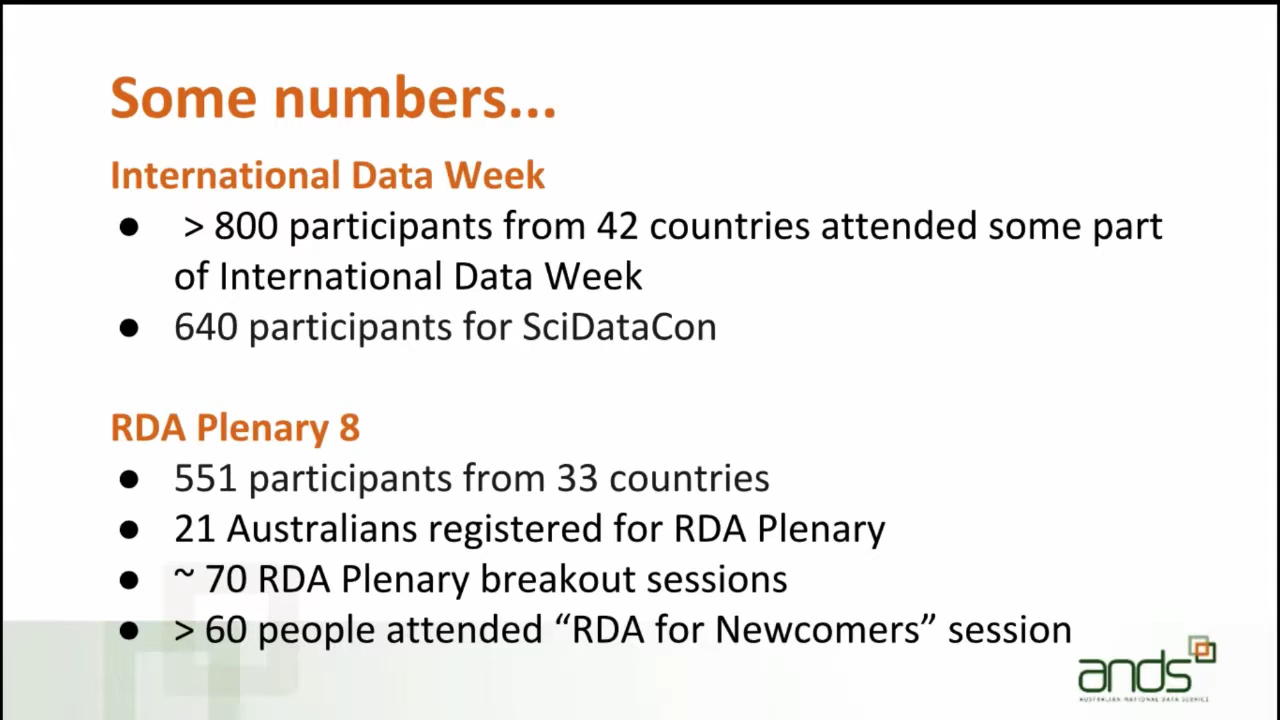 Some numbers...
International Data Week
● > 800 participants from 42 countries attended some part
of International Data Week
● 640 participants for SciDataCon
RDA Plenary 8
● 551 participants from 33 countries
● 21 Australians registered for RDA Plenary
● ~ 70 RDA Plenary breakout sessions
● > 60 people attended “RDA for Newcomers” session
ands
AUSTRALIAN NATIONAL DATA SERVICE